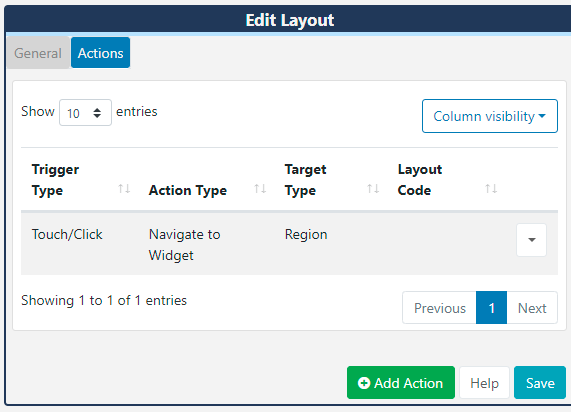 Edit Layout
General Actions
Show 10 entries
Column visibility
Trigger Type Action Type Target Type Layout Code
Touch/Click Navigate to Widget Region
Showing 1 to 1 of 1 entries
Previous 1 Next
Add Action Help Save